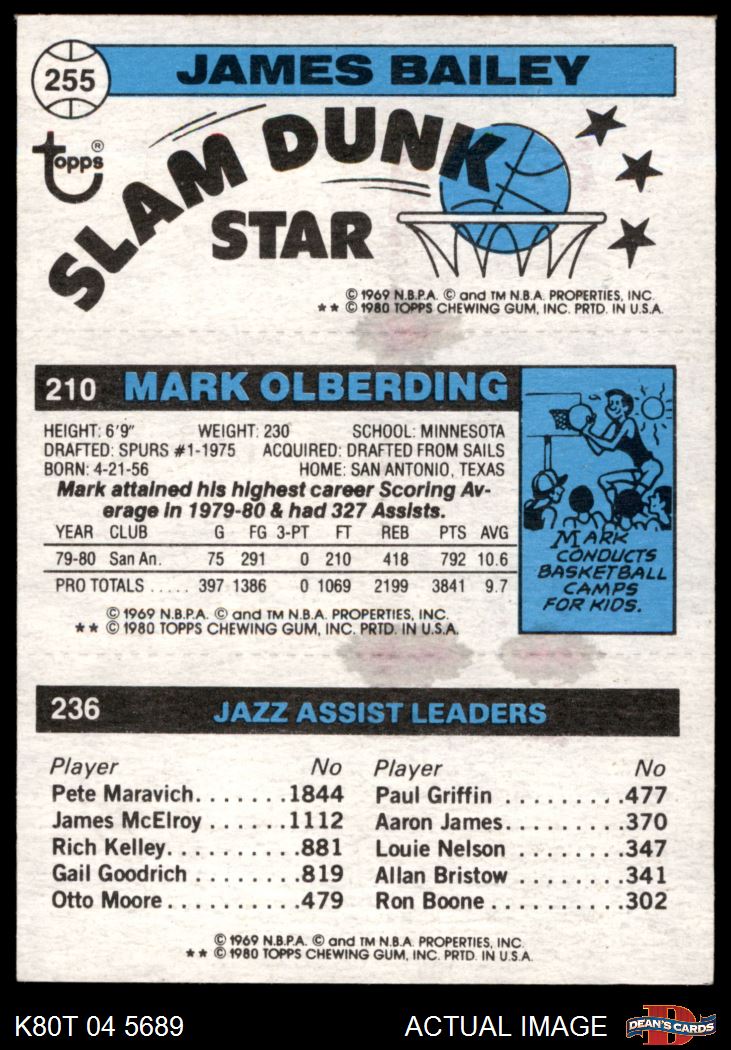 255 JAMES BAILEY
topps®
SLAM DUNK
STAR
© 1969 N.B.P.A. © and TM N.B.A. PROPERTIES, INC.
** © 1980 TOPPS CHEWING GUM, INC. PRTD. IN U.S.A.
210 MARK OLBERDING
HEIGHT: 6'9" WEIGHT: 230 SCHOOL: MINNESOTA
DRAFTED: SPURS #1-1975 ACQUIRED: DRAFTED FROM SAILS
BORN: 4-21-56 HOME: SAN ANTONIO, TEXAS
Mark attained his highest career Scoring Av-
erage in 1979-80 & had 327 Assists.
YEAR CLUB G FG 3-PT FT REB PTS AVG
79-80 San An. 75 291 0 210 418 792 10.6
PRO TOTALS ..... 397 1386 0 1069 2199 3841 9.7
MARK
CONDUCTS
BASKETBALL
CAMPS
FOR KIDS.
© 1969 N.B.P.A. © and TM N.B.A. PROPERTIES, INC.
** © 1980 TOPPS CHEWING GUM, INC. PRTD. IN U.S.A.
236 JAZZ ASSIST LEADERS
Player No Player No
Pete Maravich.......1844 Paul Griffin .........477
James McElroy ......1112 Aaron James.........370
Rich Kelley..........881 Louie Nelson ........347
Gail Goodrich ........819 Allan Bristow ........341
Otto Moore..........479 Ron Boone ..........302
© 1969 N.B.P.A. © and TM N.B.A. PROPERTIES, INC.
** © 1980 TOPPS CHEWING GUM, INC. PRTD. IN U.S.A.
K80T 04 5689 ACTUAL IMAGE D DEAN'S CARDS